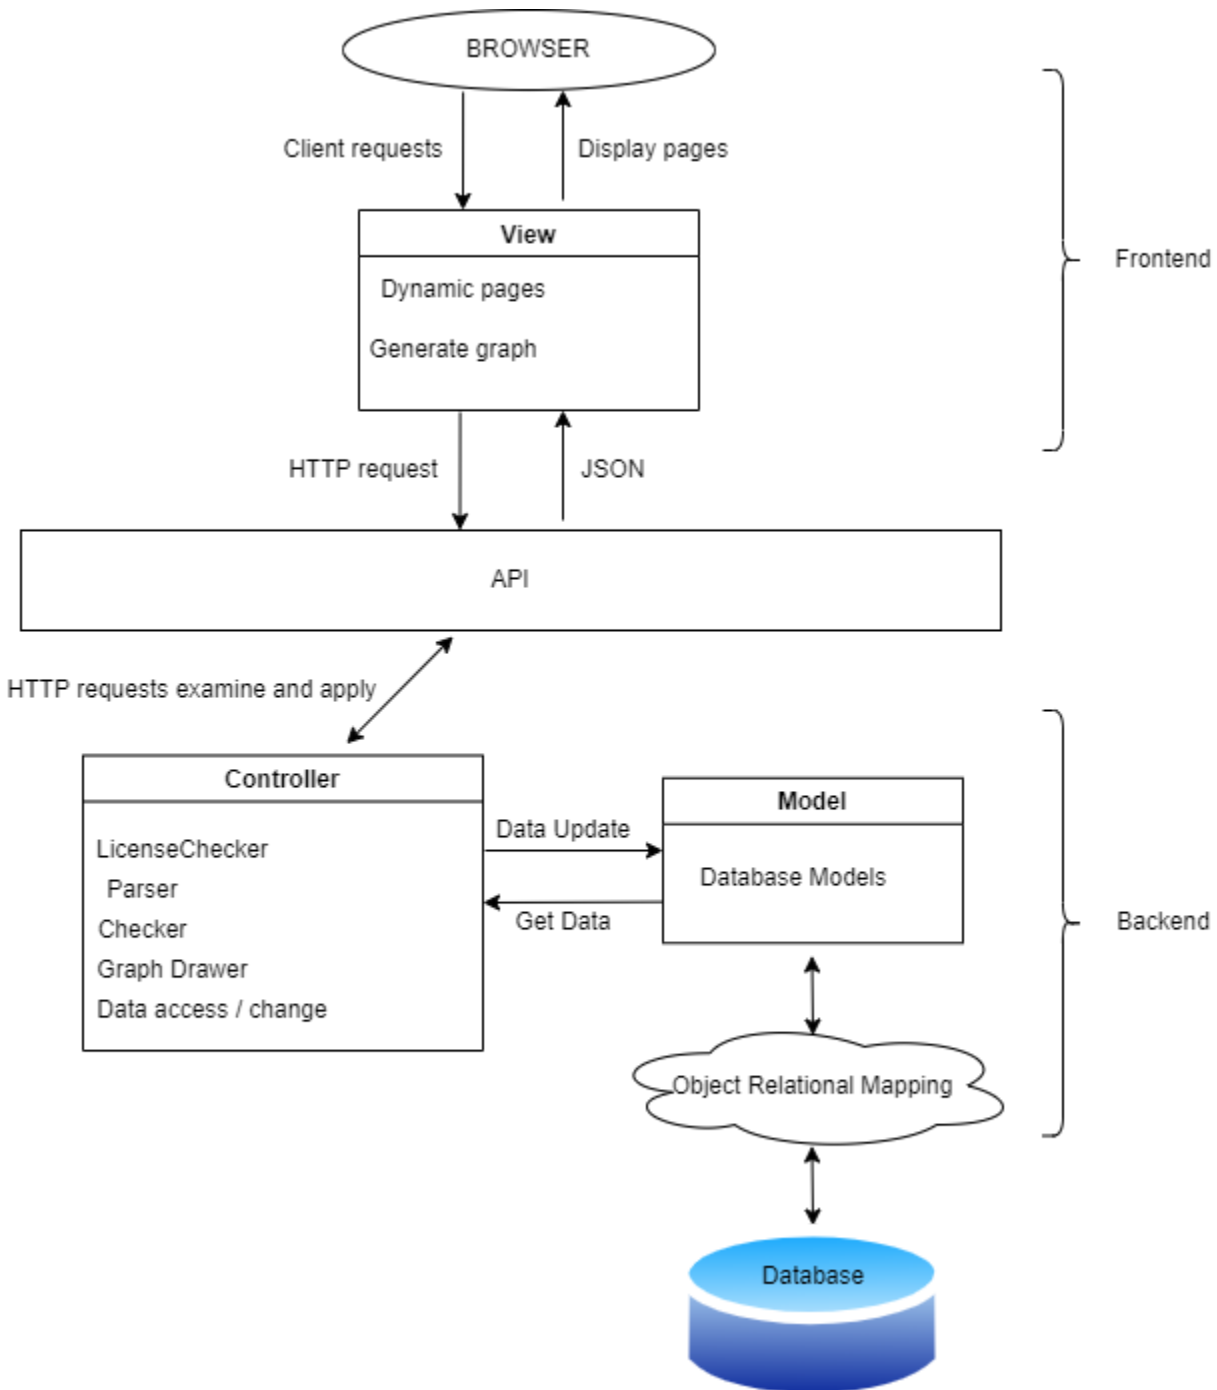 BROWSER
Client requests
Display pages
View
Dynamic pages
Generate graph
Frontend
HTTP request
JSON
API
HTTP requests examine and apply
Controller
LicenseChecker
Parser
Checker
Graph Drawer
Data access / change
Data Update
Get Data
Model
Database Models
Backend
Object Relational Mapping
Database